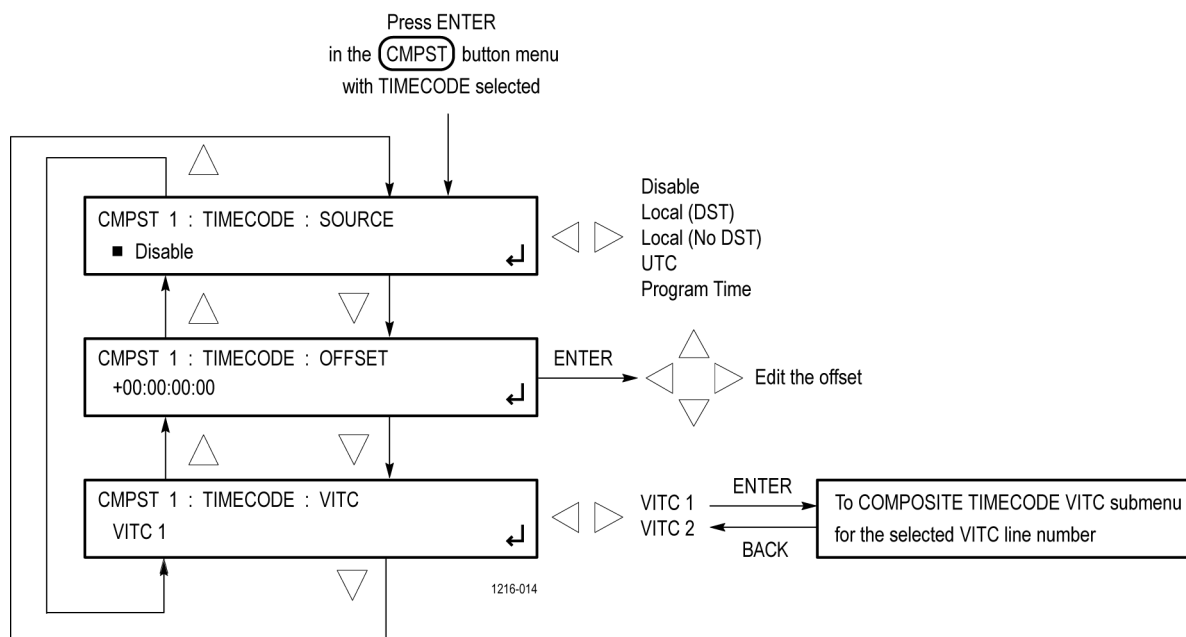 Press ENTER
in the CMPST button menu
with TIMECODE selected
CMPST 1 : TIMECODE : SOURCE
■ Disable
Disable
Local (DST)
Local (No DST)
UTC
Program Time
CMPST 1 : TIMECODE : OFFSET
+00:00:00:00
ENTER
Edit the offset
CMPST 1 : TIMECODE : VITC
VITC 1
VITC 1
VITC 2
ENTER
BACK
To COMPOSITE TIMECODE VITC submenu
for the selected VITC line number
1216-014